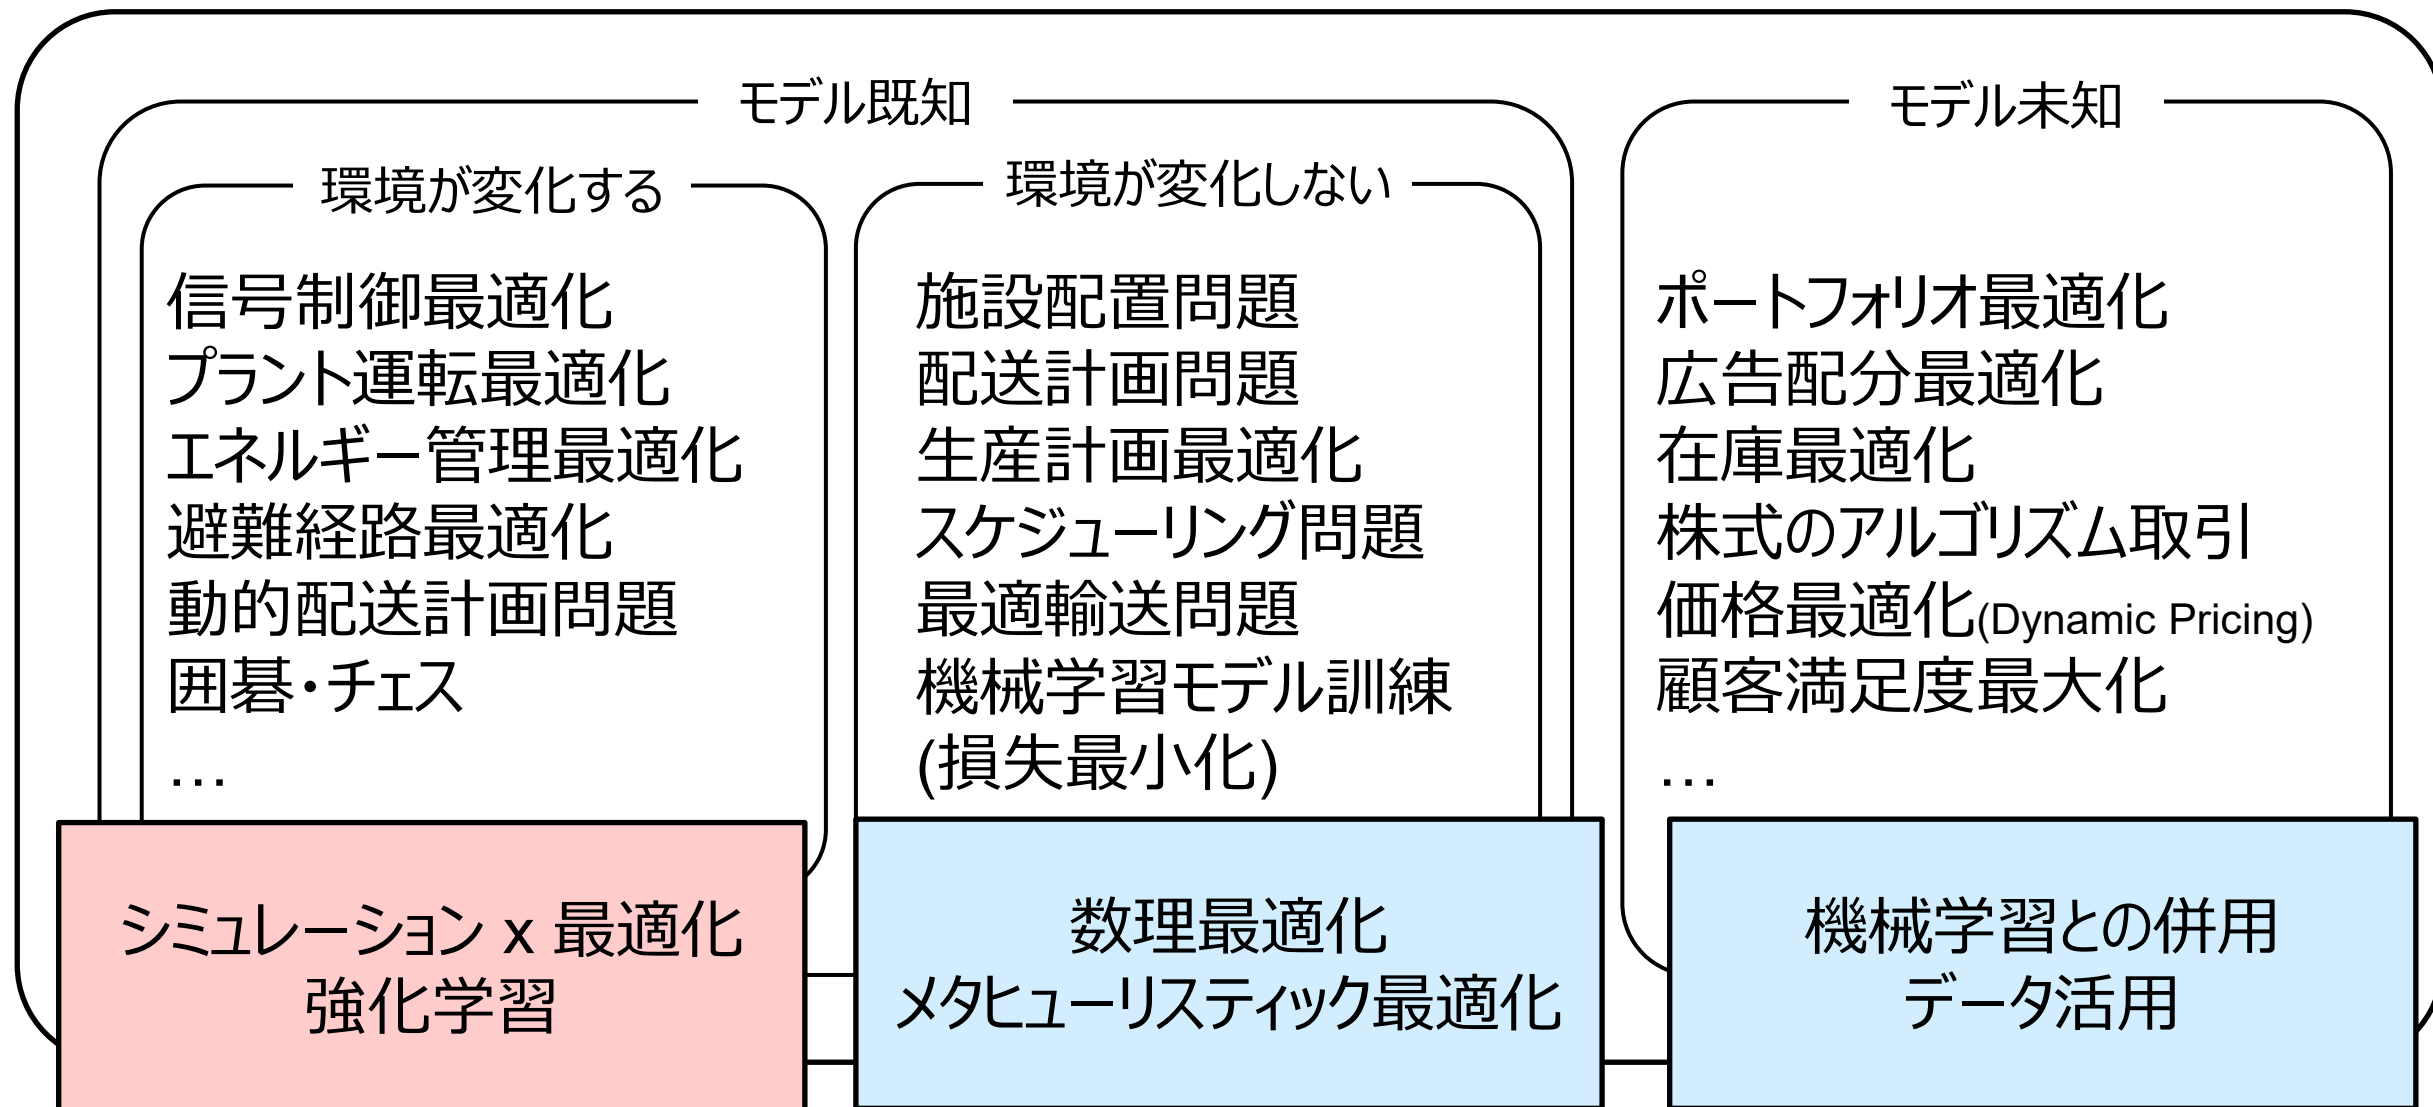 モデル既知
環境が変化する
信号制御最適化
プラント運転最適化
エネルギー管理最適化
避難経路最適化
動的配送計画問題
囲碁・チェス
…
シミュレーション x 最適化
強化学習
環境が変化しない
施設配置問題
配送計画問題
生産計画最適化
スケジューリング問題
最適輸送問題
機械学習モデル訓練
(損失最小化)
数理最適化
メタヒューリスティック最適化
モデル未知
ポートフォリオ最適化
広告配分最適化
在庫最適化
株式のアルゴリズム取引
価格最適化(Dynamic Pricing)
顧客満足度最大化
…
機械学習との併用
データ活用